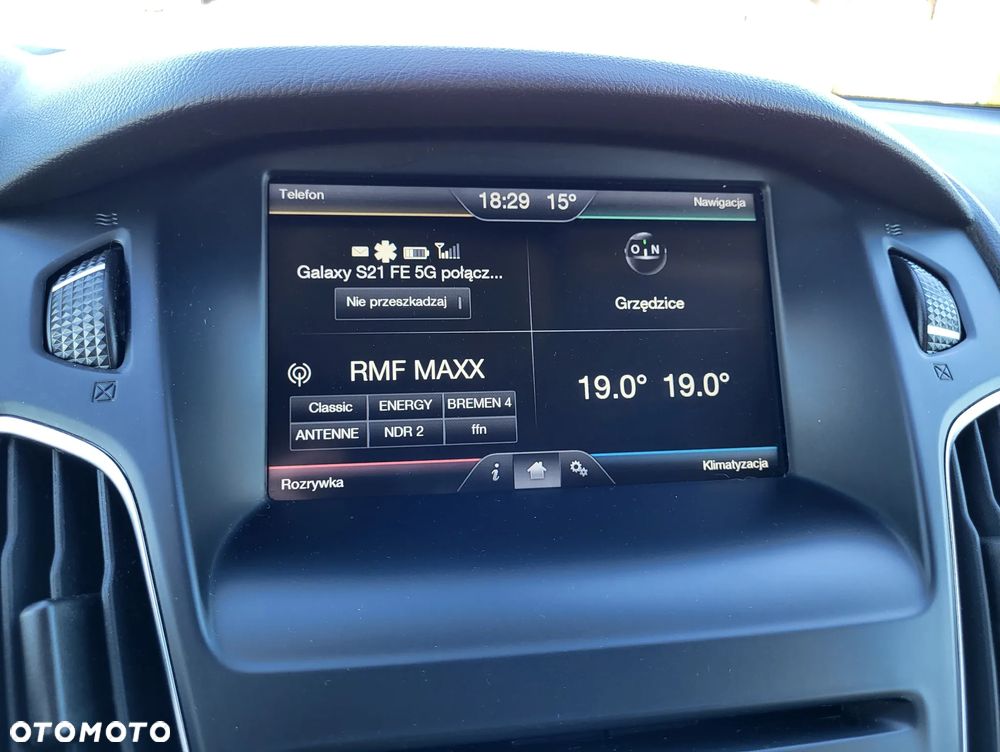 Telefon
18:29 15°
Nawigacja
Galaxy S21 FE 5G połącz...
Nie przeszkadzaj
O N
Grzędzice
RMF MAXX
19.0° 19.0°
Classic ENERGY BREMEN 4
ANTENNE NDR 2 ffn
Rozrywka
i
Klimatyzacja
OTOMOTO